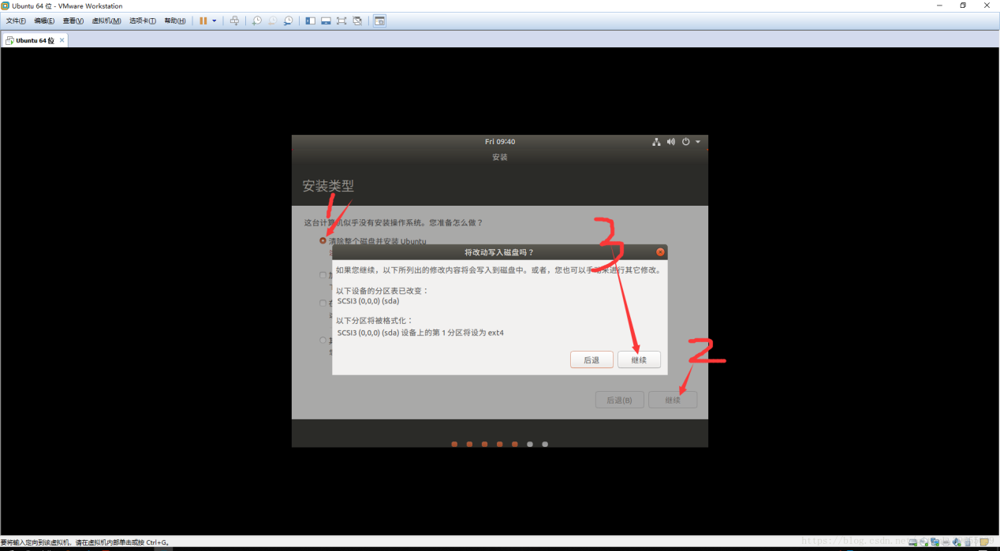 Ubuntu 64 位 - VMware Workstation
文件(F) 编辑(E) 查看(V) 虚拟机(M) 选项卡(T) 帮助(H)
Ubuntu 64 位
Fri 09:40
安装
安装类型
1
这台计算机似乎没有安装操作系统。您准备怎么做？
3
清除整个磁盘并安装 Ubuntu
将改动写入磁盘吗？
如果您继续，以下所列出的修改内容将会写入到磁盘中。或者，您也可以手动来进行其它修改。
以下设备的分区表已改变：
SCSI3 (0,0,0) (sda)
以下分区将被格式化：
SCSI3 (0,0,0) (sda) 设备上的第 1 分区将设为 ext4
后退 继续
2
后退(B) 继续
要将输入定向到该虚拟机，请在虚拟机内部单击或按 Ctrl+G。